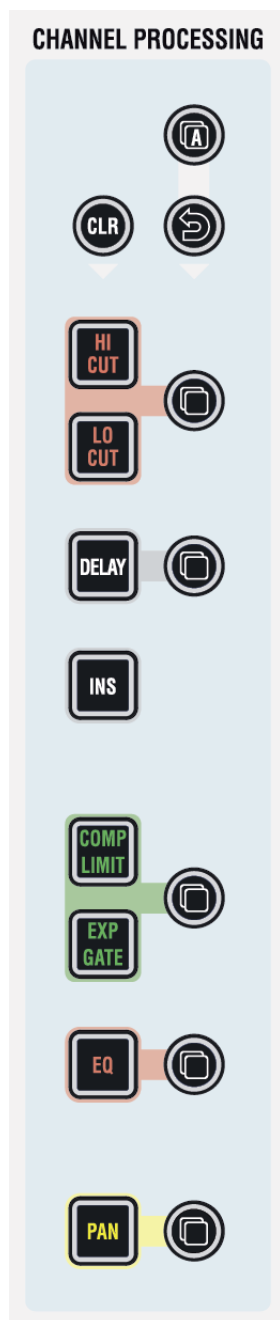 CHANNEL PROCESSING
A
CLR
HI
CUT
LO
CUT
DELAY
INS
COMP
LIMIT
EXP
GATE
EQ
PAN